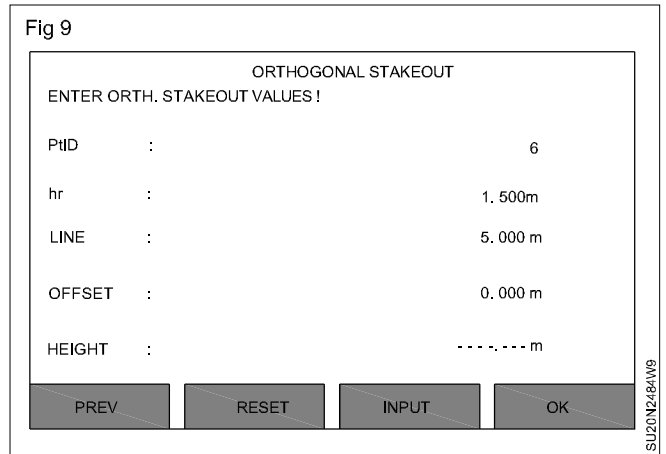 Fig 9
ORTHOGONAL STAKEOUT
ENTER ORTH. STAKEOUT VALUES !
PtID : 6
hr : 1. 500m
LINE : 5. 000 m
OFFSET : 0. 000 m
HEIGHT : - - - -. - - - m
PREV RESET INPUT OK
SU20N2484W9